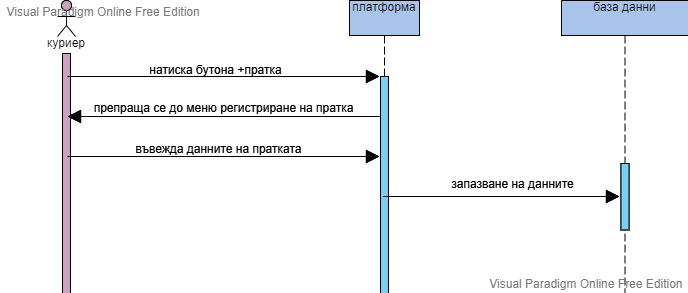 Visual Paradigm Online Free Edition
куриер
платформа
база данни
натиска бутона +пратка
препраща се до меню регистриране на пратка
въвежда данните на пратката
запазване на данните
Visual Paradigm Online Free Edition